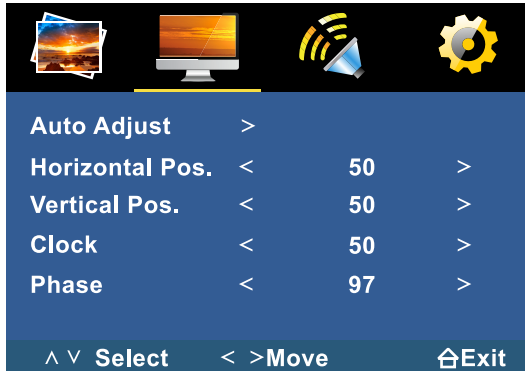 Auto Adjust >
Horizontal Pos. < 50 >
Vertical Pos. < 50 >
Clock < 50 >
Phase < 97 >
∧ ∨ Select < > Move Exit